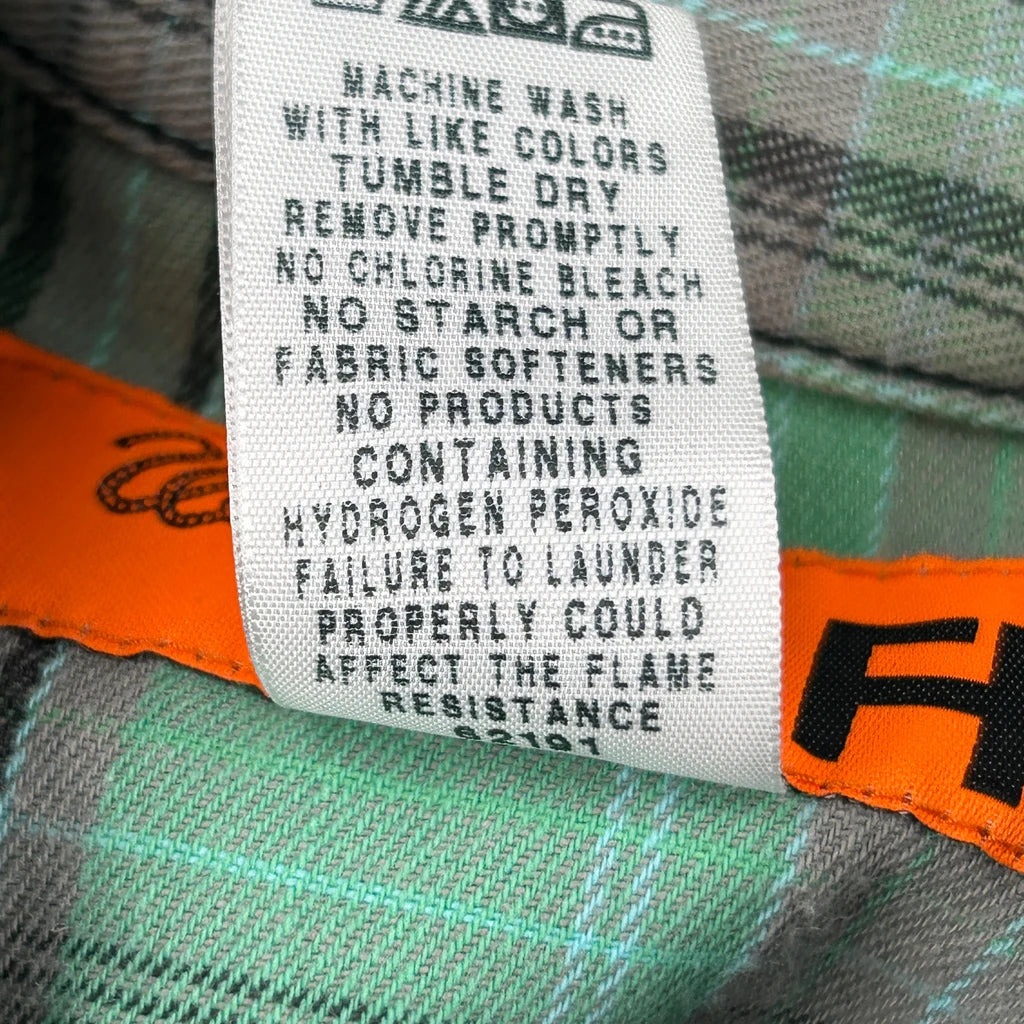 MACHINE WASH
WITH LIKE COLORS
TUMBLE DRY
REMOVE PROMPTLY
NO CHLORINE BLEACH
NO STARCH OR
FABRIC SOFTENERS
NO PRODUCTS
CONTAINING
HYDROGEN PEROXIDE
FAILURE TO LAUNDER
PROPERLY COULD
AFFECT THE FLAME
RESISTANCE